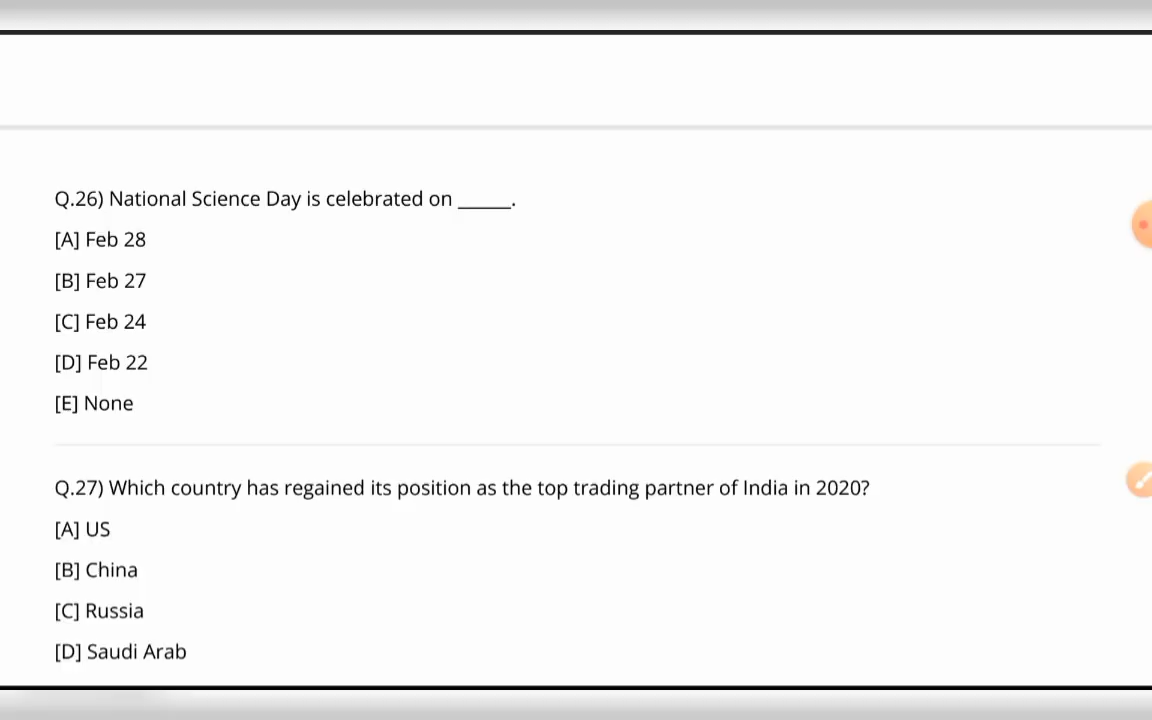 Q.26) National Science Day is celebrated on _____.
[A] Feb 28
[B] Feb 27
[C] Feb 24
[D] Feb 22
[E] None
Q.27) Which country has regained its position as the top trading partner of India in 2020?
[A] US
[B] China
[C] Russia
[D] Saudi Arab